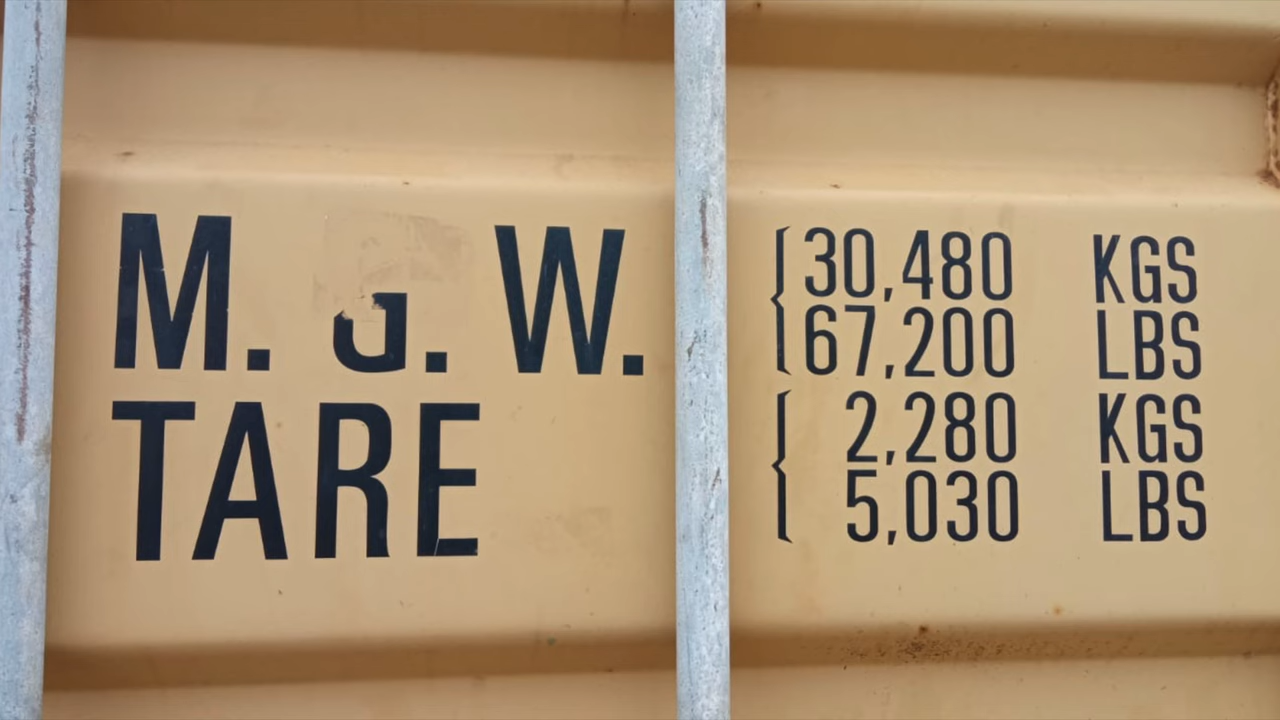 M. G. W. 30,480 KGS
67,200 LBS
TARE 2,280 KGS
5,030 LBS